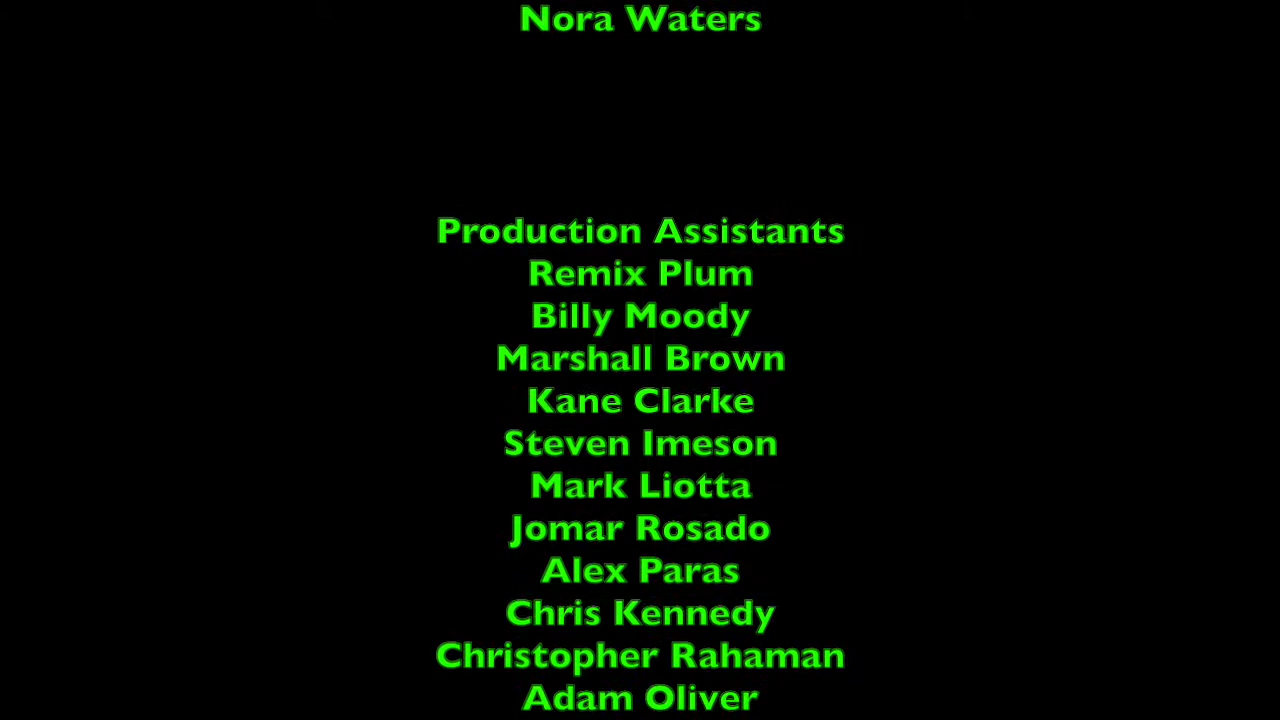 Nora Waters
Production Assistants
Remix Plum
Billy Moody
Marshall Brown
Kane Clarke
Steven Imeson
Mark Liotta
Jomar Rosado
Alex Paras
Chris Kennedy
Christopher Rahaman
Adam Oliver